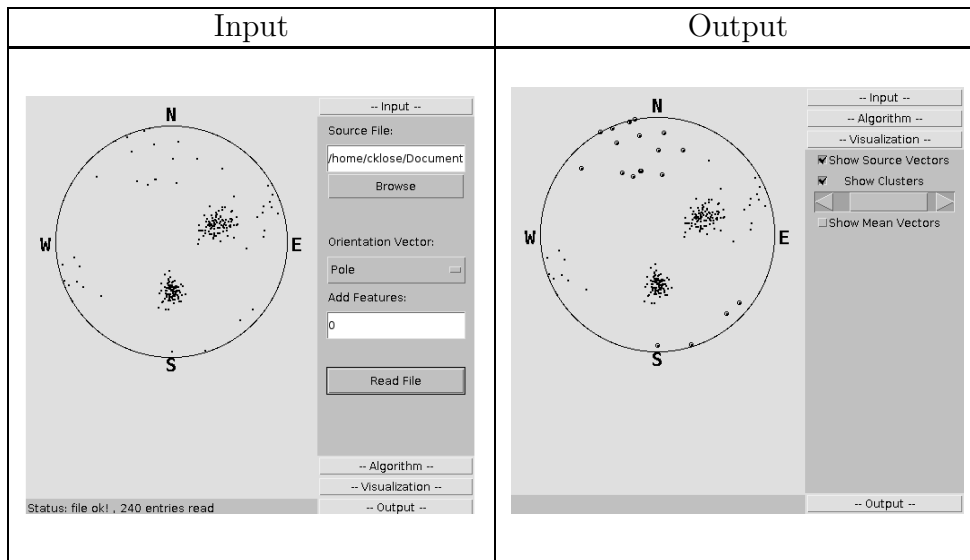 Input
Output
N
W
E
S
-- Input --
Source File:
/home/cklose/Document
Browse
Orientation Vector:
Pole
Add Features:
0
Read File
-- Algorithm --
-- Visualization --
-- Output --
Status: file ok! , 240 entries read
N
W
E
S
-- Input --
-- Algorithm --
-- Visualization --
Show Source Vectors
Show Clusters
Show Mean Vectors
-- Output --